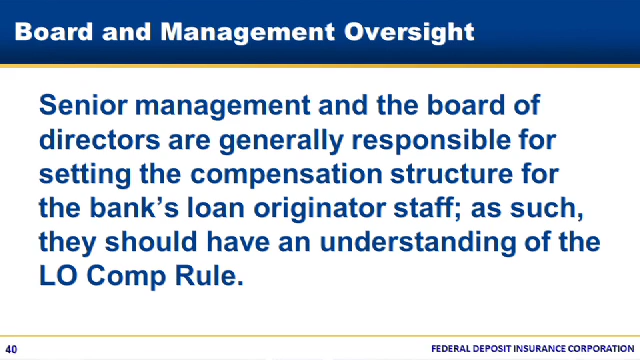 Board and Management Oversight
Senior management and the board of
directors are generally responsible for
setting the compensation structure for
the bank’s loan originator staff; as such,
they should have an understanding of the
LO Comp Rule.
40
FEDERAL DEPOSIT INSURANCE CORPORATION